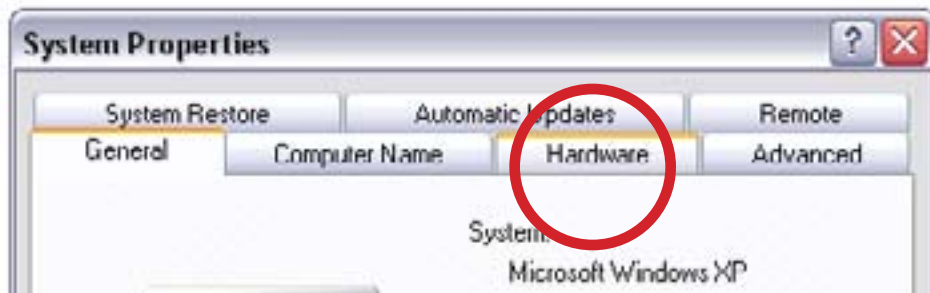 System Properties
?
System Restore Automatic Updates Remote
General Computer Name Hardware Advanced
System:
Microsoft Windows XP